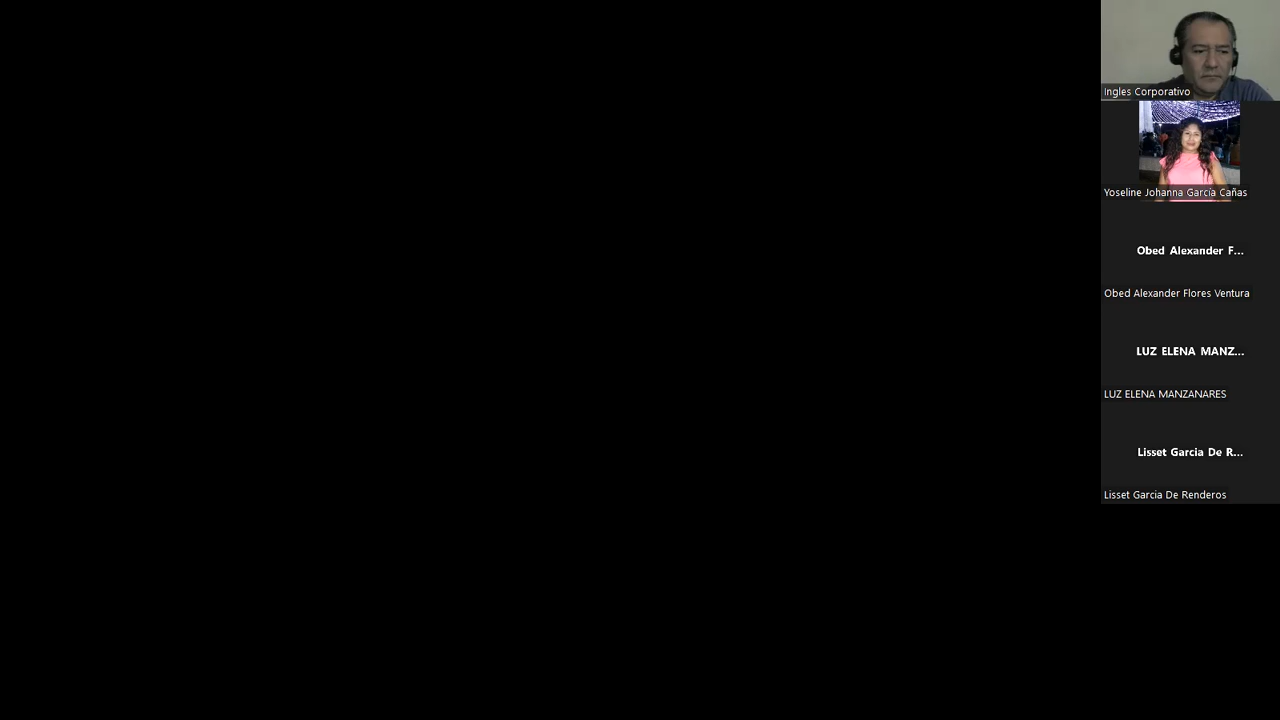 Ingles Corporativo
Yoseline Johanna García Cañas
Obed Alexander F...
Obed Alexander Flores Ventura
LUZ ELENA MANZ...
LUZ ELENA MANZANARES
Lisset Garcia De R...
Lisset Garcia De Renderos